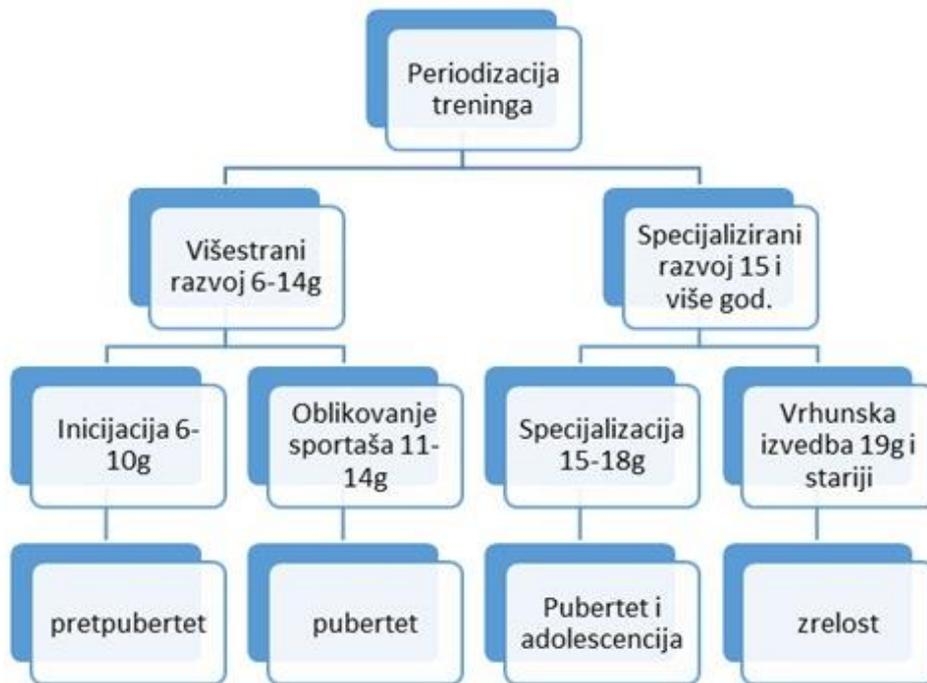 Periodizacija
treninga
Višestrani
razvoj 6-14g
Specijalizirani
razvoj 15 i
više god.
Inicijacija 6-
10g
Oblikovanje
sportaša 11-
14g
Specijalizacija
15-18g
Vrhunska
izvedba 19g i
stariji
pretpubertet
pubertet
Pubertet i
adolescencija
zrelost